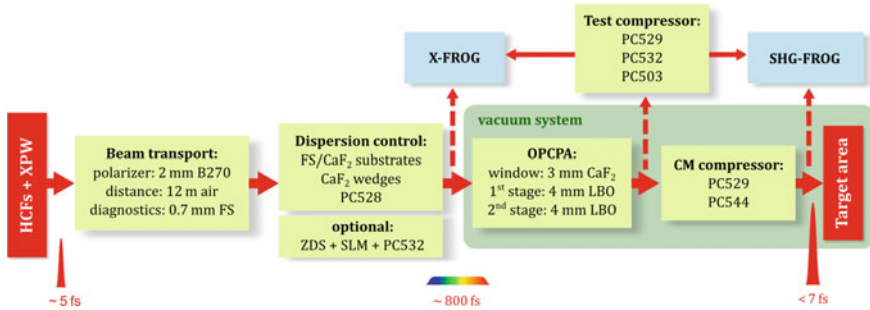 Test compressor:
PC529
PC532
PC503
X-FROG
SHG-FROG
vacuum system
HCFs + XPW
Beam transport:
polarizer: 2 mm B270
distance: 12 m air
diagnostics: 0.7 mm FS
Dispersion control:
FS/CaF₂ substrates
CaF₂ wedges
PC528
optional:
ZDS + SLM + PC532
OPCPA
window: 3 mm CaF₂
1st stage: 4 mm LBO
2nd stage: 4 mm LBO
CM compressor:
PC529
PC544
Target area
~ 5 fs
~ 800 fs
< 7 fs